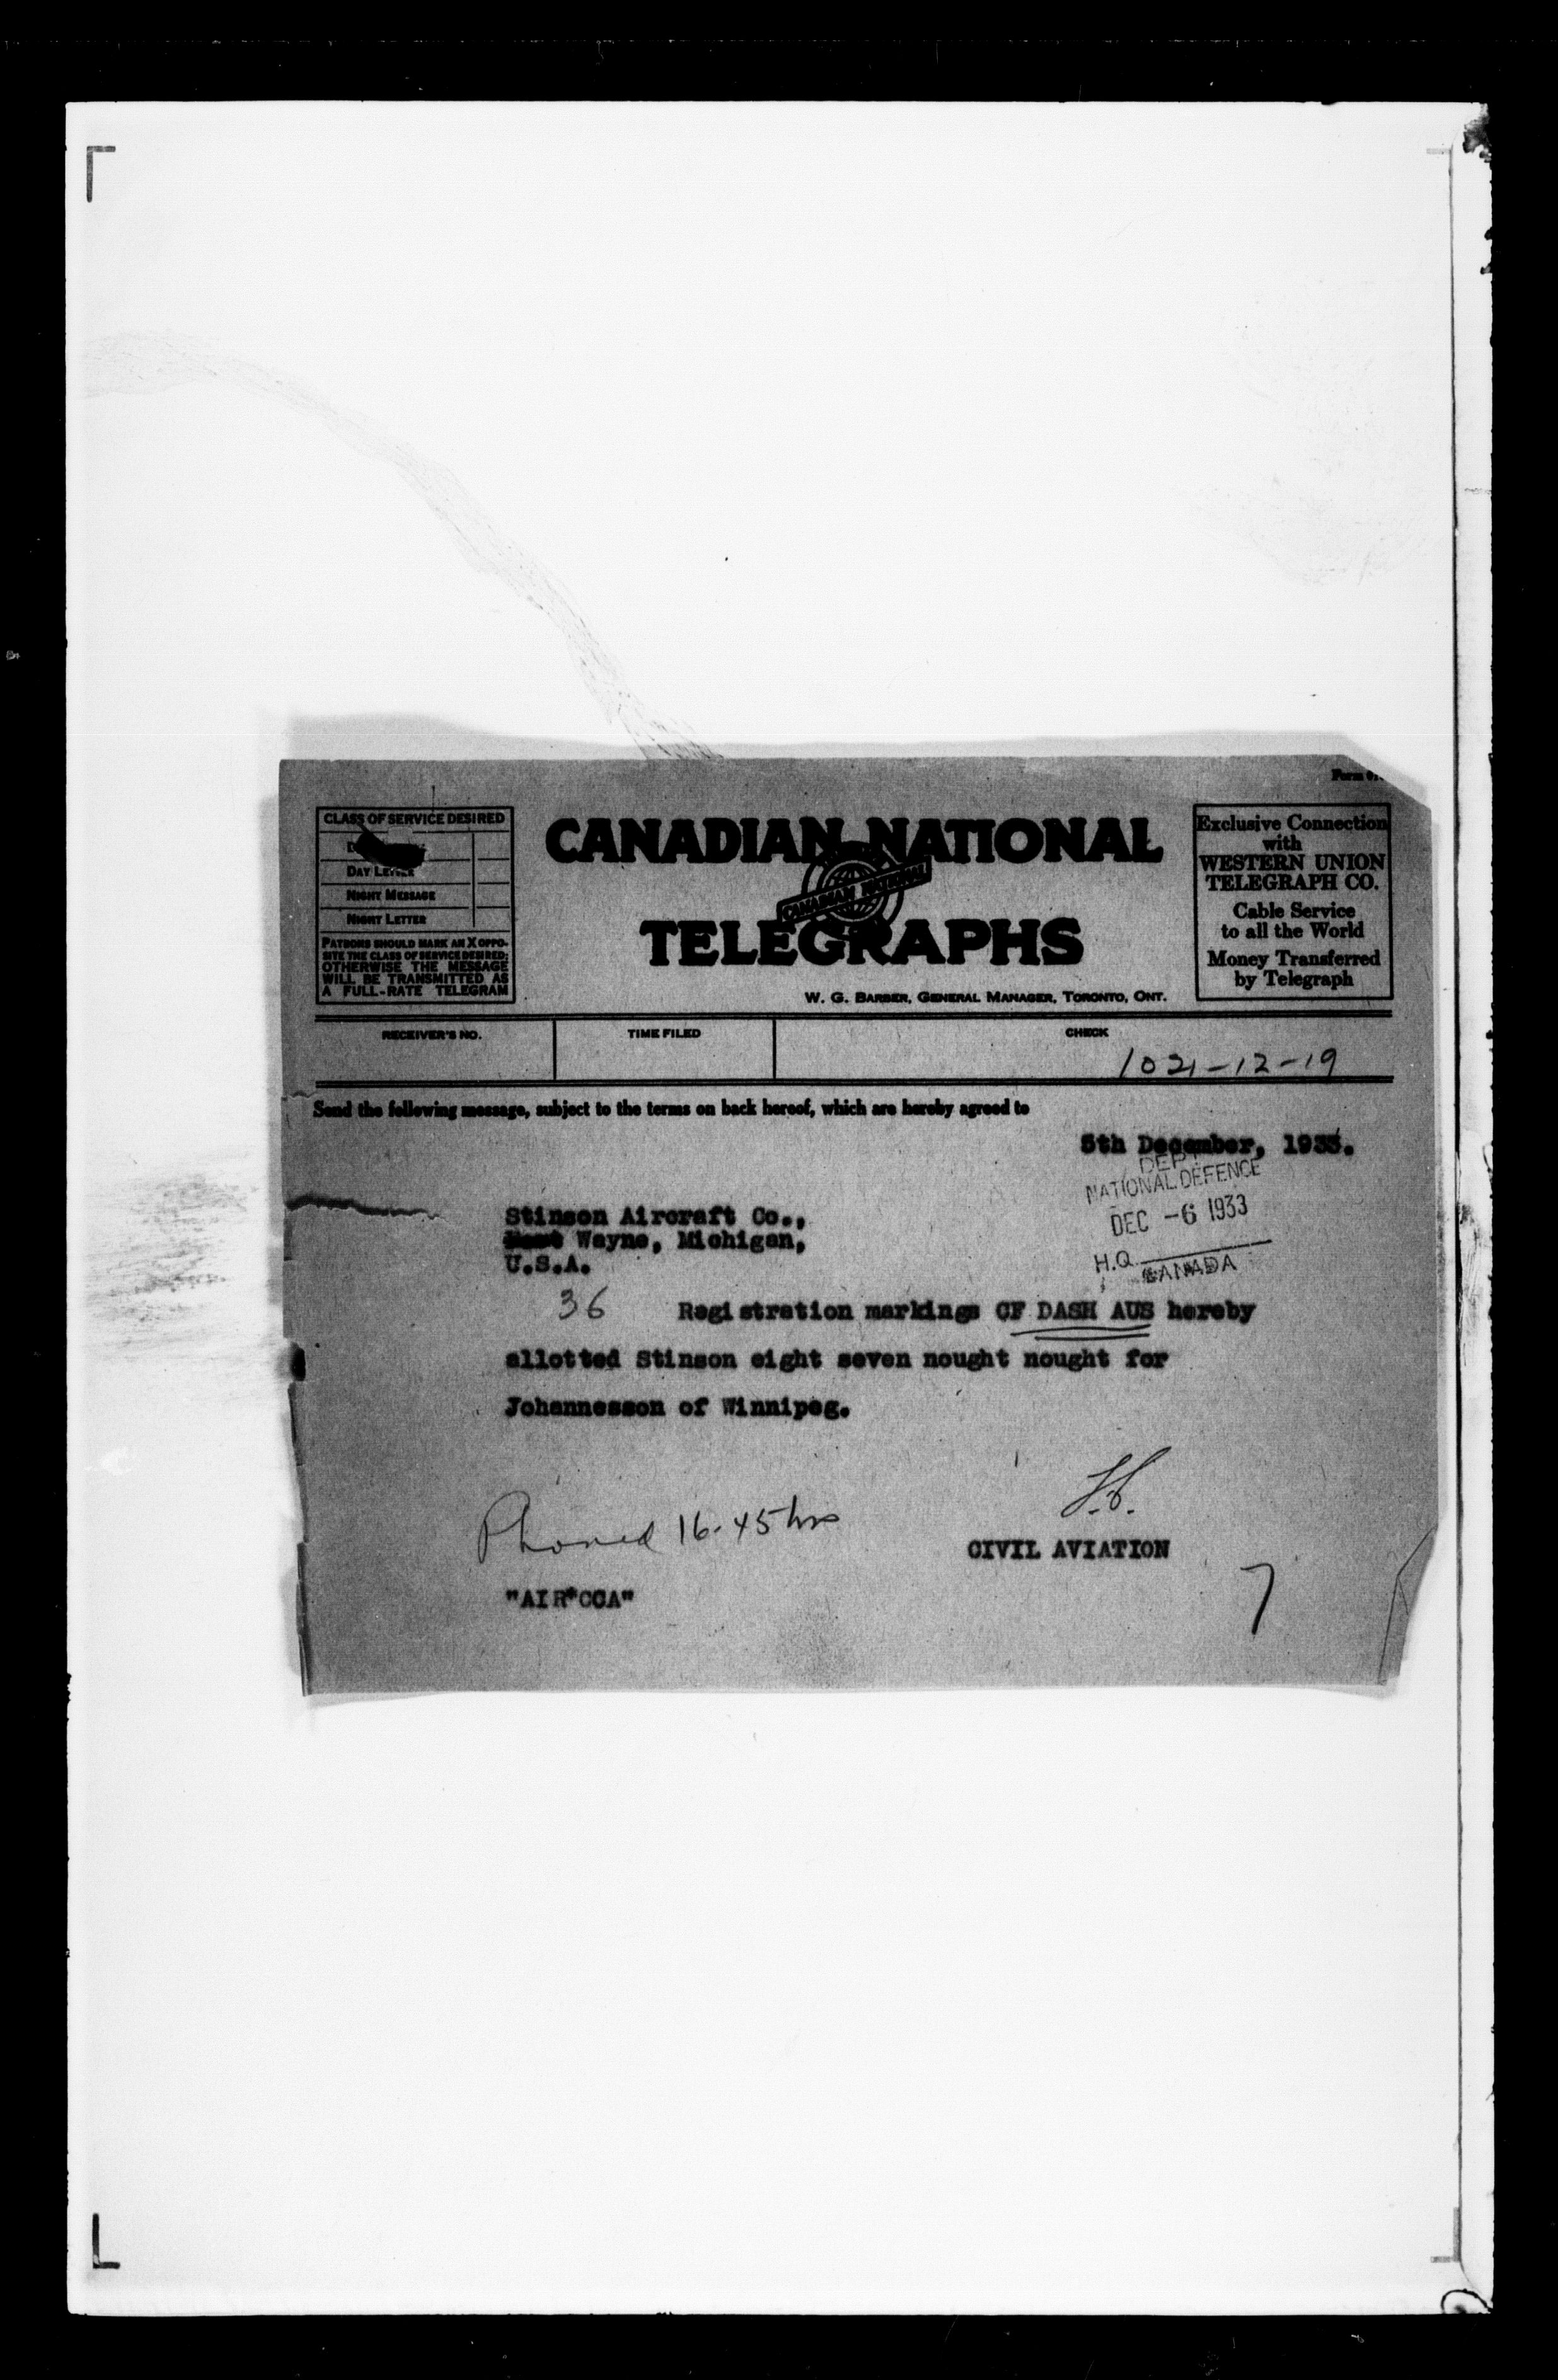 Form
CLASS OF SERVICE DESIRED
DAY LETTER
NIGHT MESSAGE
NIGHT LETTER
PATRONS SHOULD MARK AN X OPPO-
SITE THE CLASS OF SERVICE DESIRED;
OTHERWISE THE MESSAGE
WILL BE TRANSMITTED AS
A FULL-RATE TELEGRAM
CANADIAN NATIONAL
CANADIAN NATIONAL
TELEGRAPHS
W. G. BARBER, GENERAL MANAGER, TORONTO, ONT.
Exclusive Connection
with
WESTERN UNION
TELEGRAPH CO.
Cable Service
to all the World
Money Transferred
by Telegraph
RECEIVER'S NO.
TIME FILED
CHECK
1021-12-19
Send the following message, subject to the terms on back hereof, which are hereby agreed to
5th December, 1933.
DEPT
NATIONAL DEFENCE
DEC -6 1933
H.Q.
CANADA
Stinson Aircraft Co.,
Wayne, Michigan,
U.S.A.
36 Registration markings CF DASH AUS hereby
allotted Stinson eight seven nought nought for
Johannesson of Winnipeg.
Phoned 16.45 hrs
CIVIL AVIATION
"AIR*CCA"
7